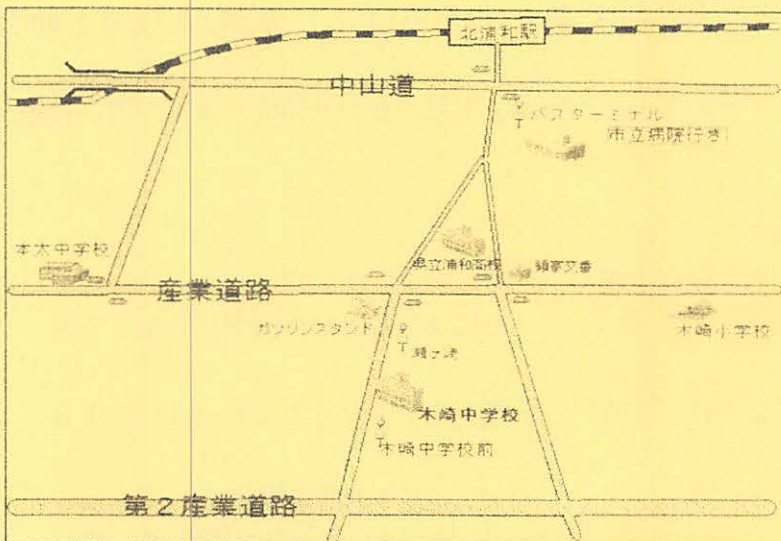 北浦和駅
中山道
バスターミナル
市立病院行き
本太中学校
県立浦和高校
領家交番
産業道路
ガソリンスタンド
木崎小学校
木崎中学校
木崎中学校前
第2産業道路